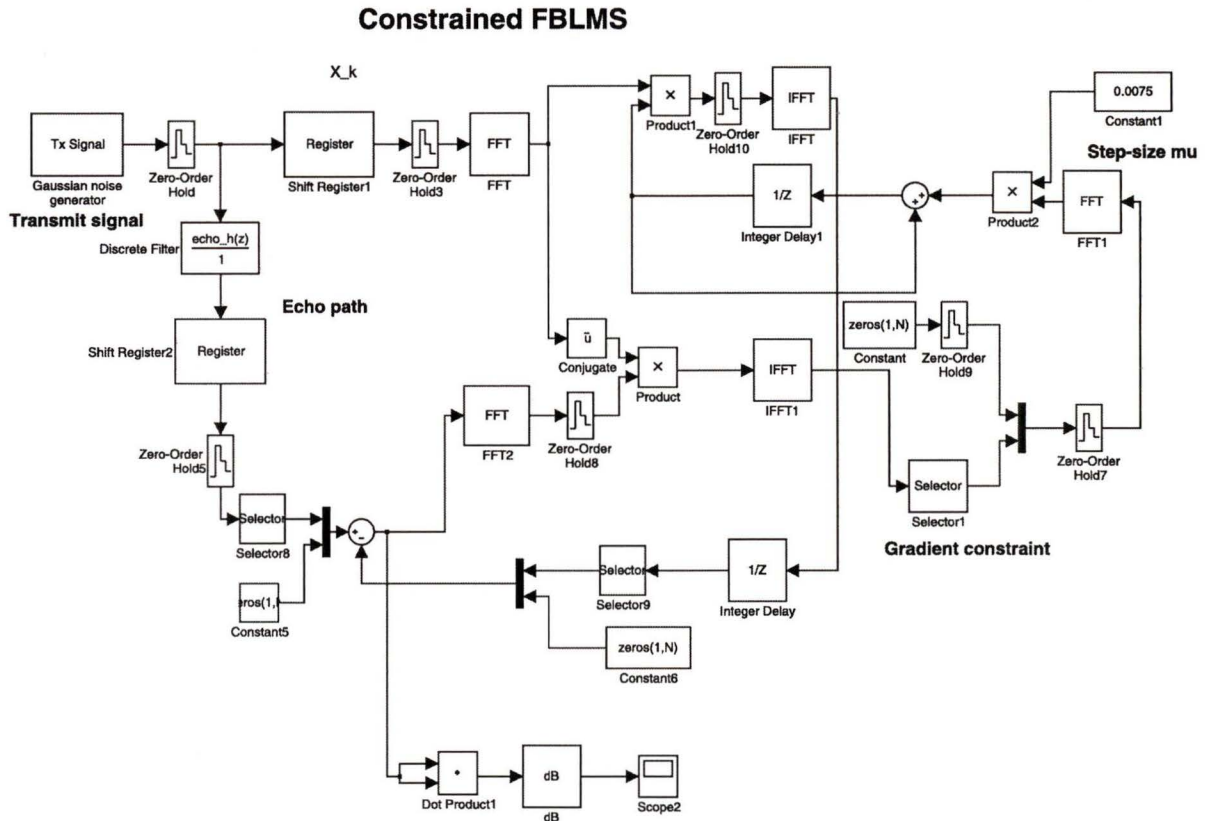 Constrained FBLMS
X_k
Tx Signal
Gaussian noise
generator
Transmit signal
Zero-Order
Hold
Register
Shift Register1
Zero-Order
Hold3
FFT
FFT
×
Product1
Zero-Order
Hold10
IFFT
IFFT
0.0075
Constant1
Step-size mu
1/Z
Integer Delay1
+
+
×
Product2
FFT
FFT1
Discrete Filter
echo_h(z)
1
Echo path
Shift Register2
Register
ū
Conjugate
×
Product
IFFT
IFFT1
zeros(1,N)
Constant
Zero-Order
Hold9
FFT
FFT2
Zero-Order
Hold8
Zero-Order
Hold5
Selector
Selector1
Zero-Order
Hold7
Gradient constraint
Selector
Selector8
+
−
eros(1,
Constant5
Selector
Selector9
1/Z
Integer Delay
zeros(1,N)
Constant6
Dot Product1
dB
dB
Scope2